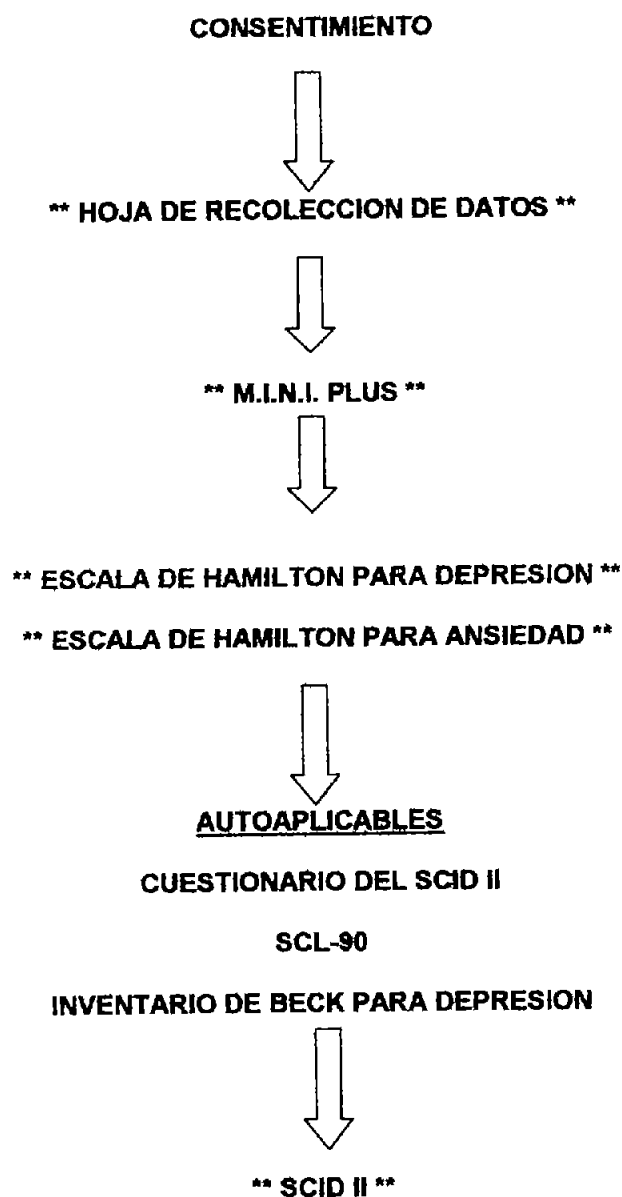 CONSENTIMIENTO
** HOJA DE RECOLECCION DE DATOS **
** M.I.N.I. PLUS **
** ESCALA DE HAMILTON PARA DEPRESION **
** ESCALA DE HAMILTON PARA ANSIEDAD **
AUTOAPLICABLES
CUESTIONARIO DEL SCID II
SCL-90
INVENTARIO DE BECK PARA DEPRESION
** SCID II **